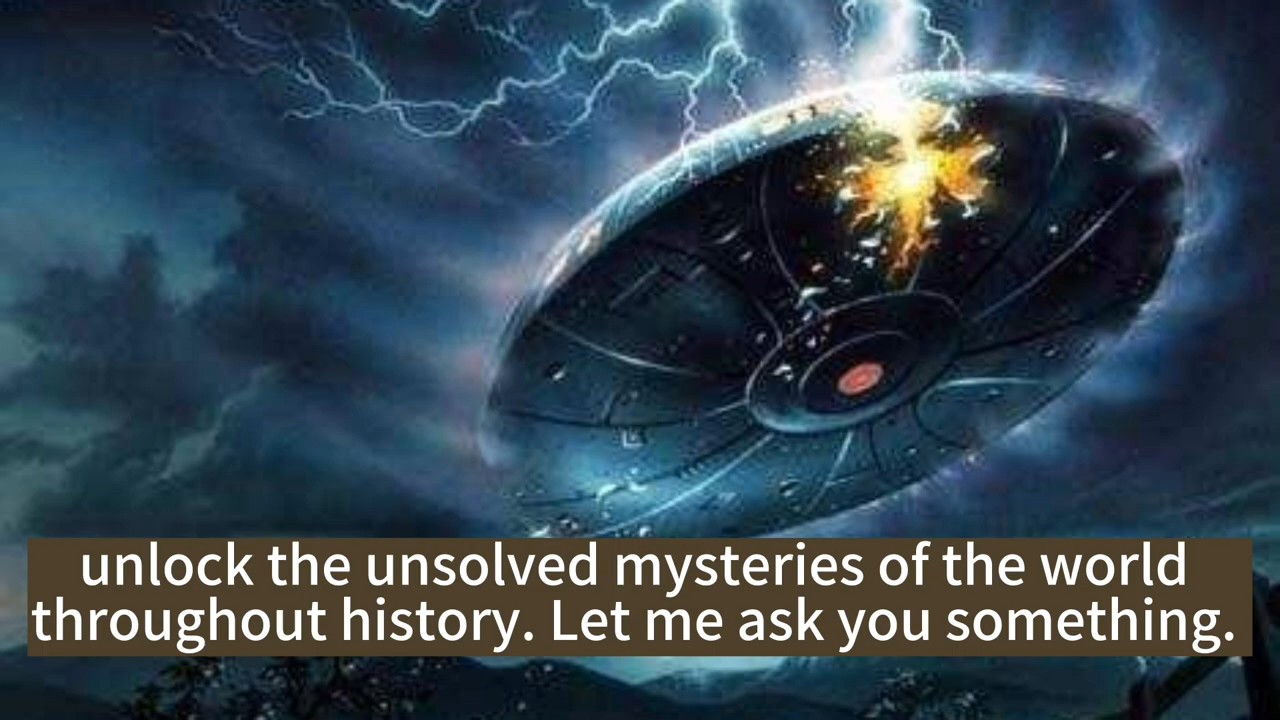 unlock the unsolved mysteries of the world
throughout history. Let me ask you something.